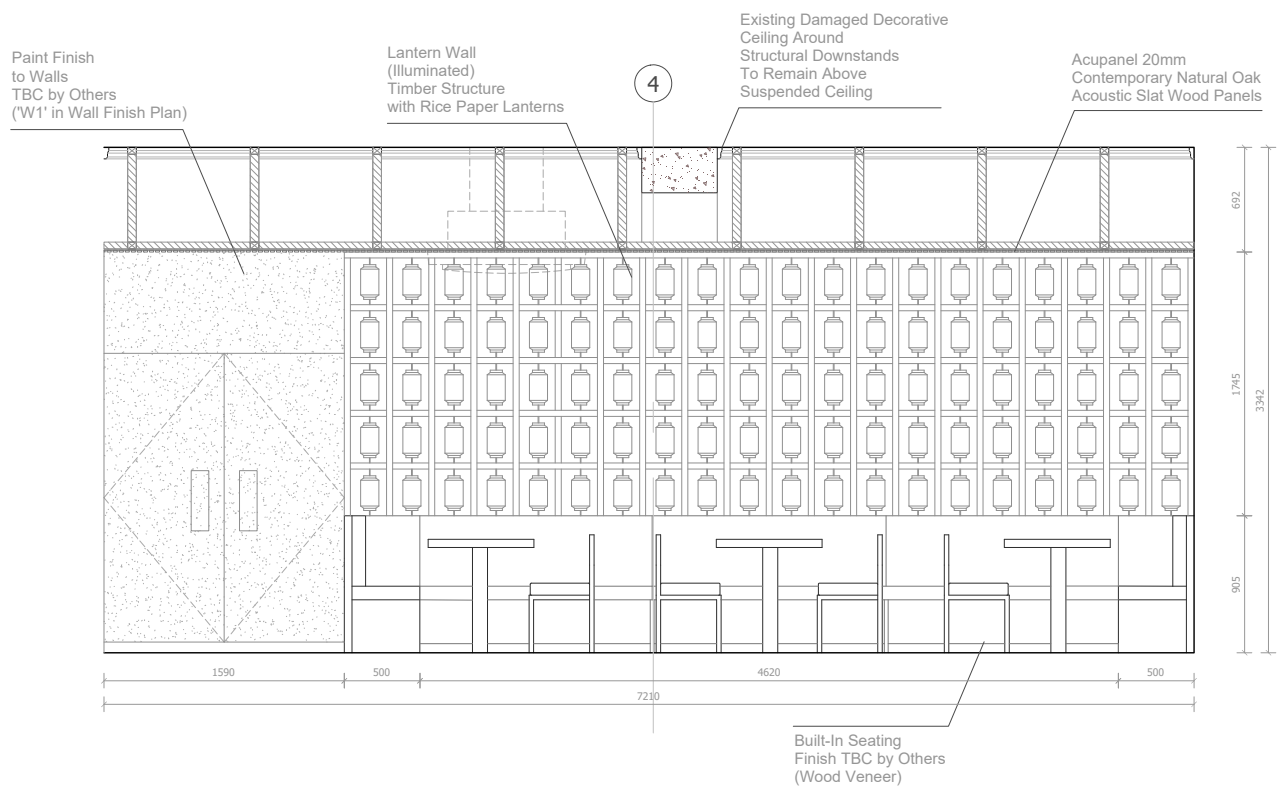 Existing Damaged Decorative
Ceiling Around
Structural Downstands
To Remain Above
Suspended Ceiling
Paint Finish
to Walls
TBC by Others
('W1' in Wall Finish Plan)
Lantern Wall
(Illuminated)
Timber Structure
with Rice Paper Lanterns
4
Acupanel 20mm
Contemporary Natural Oak
Acoustic Slat Wood Panels
692
1745
3342
905
1590
500
4620
500
7210
Built-In Seating
Finish TBC by Others
(Wood Veneer)